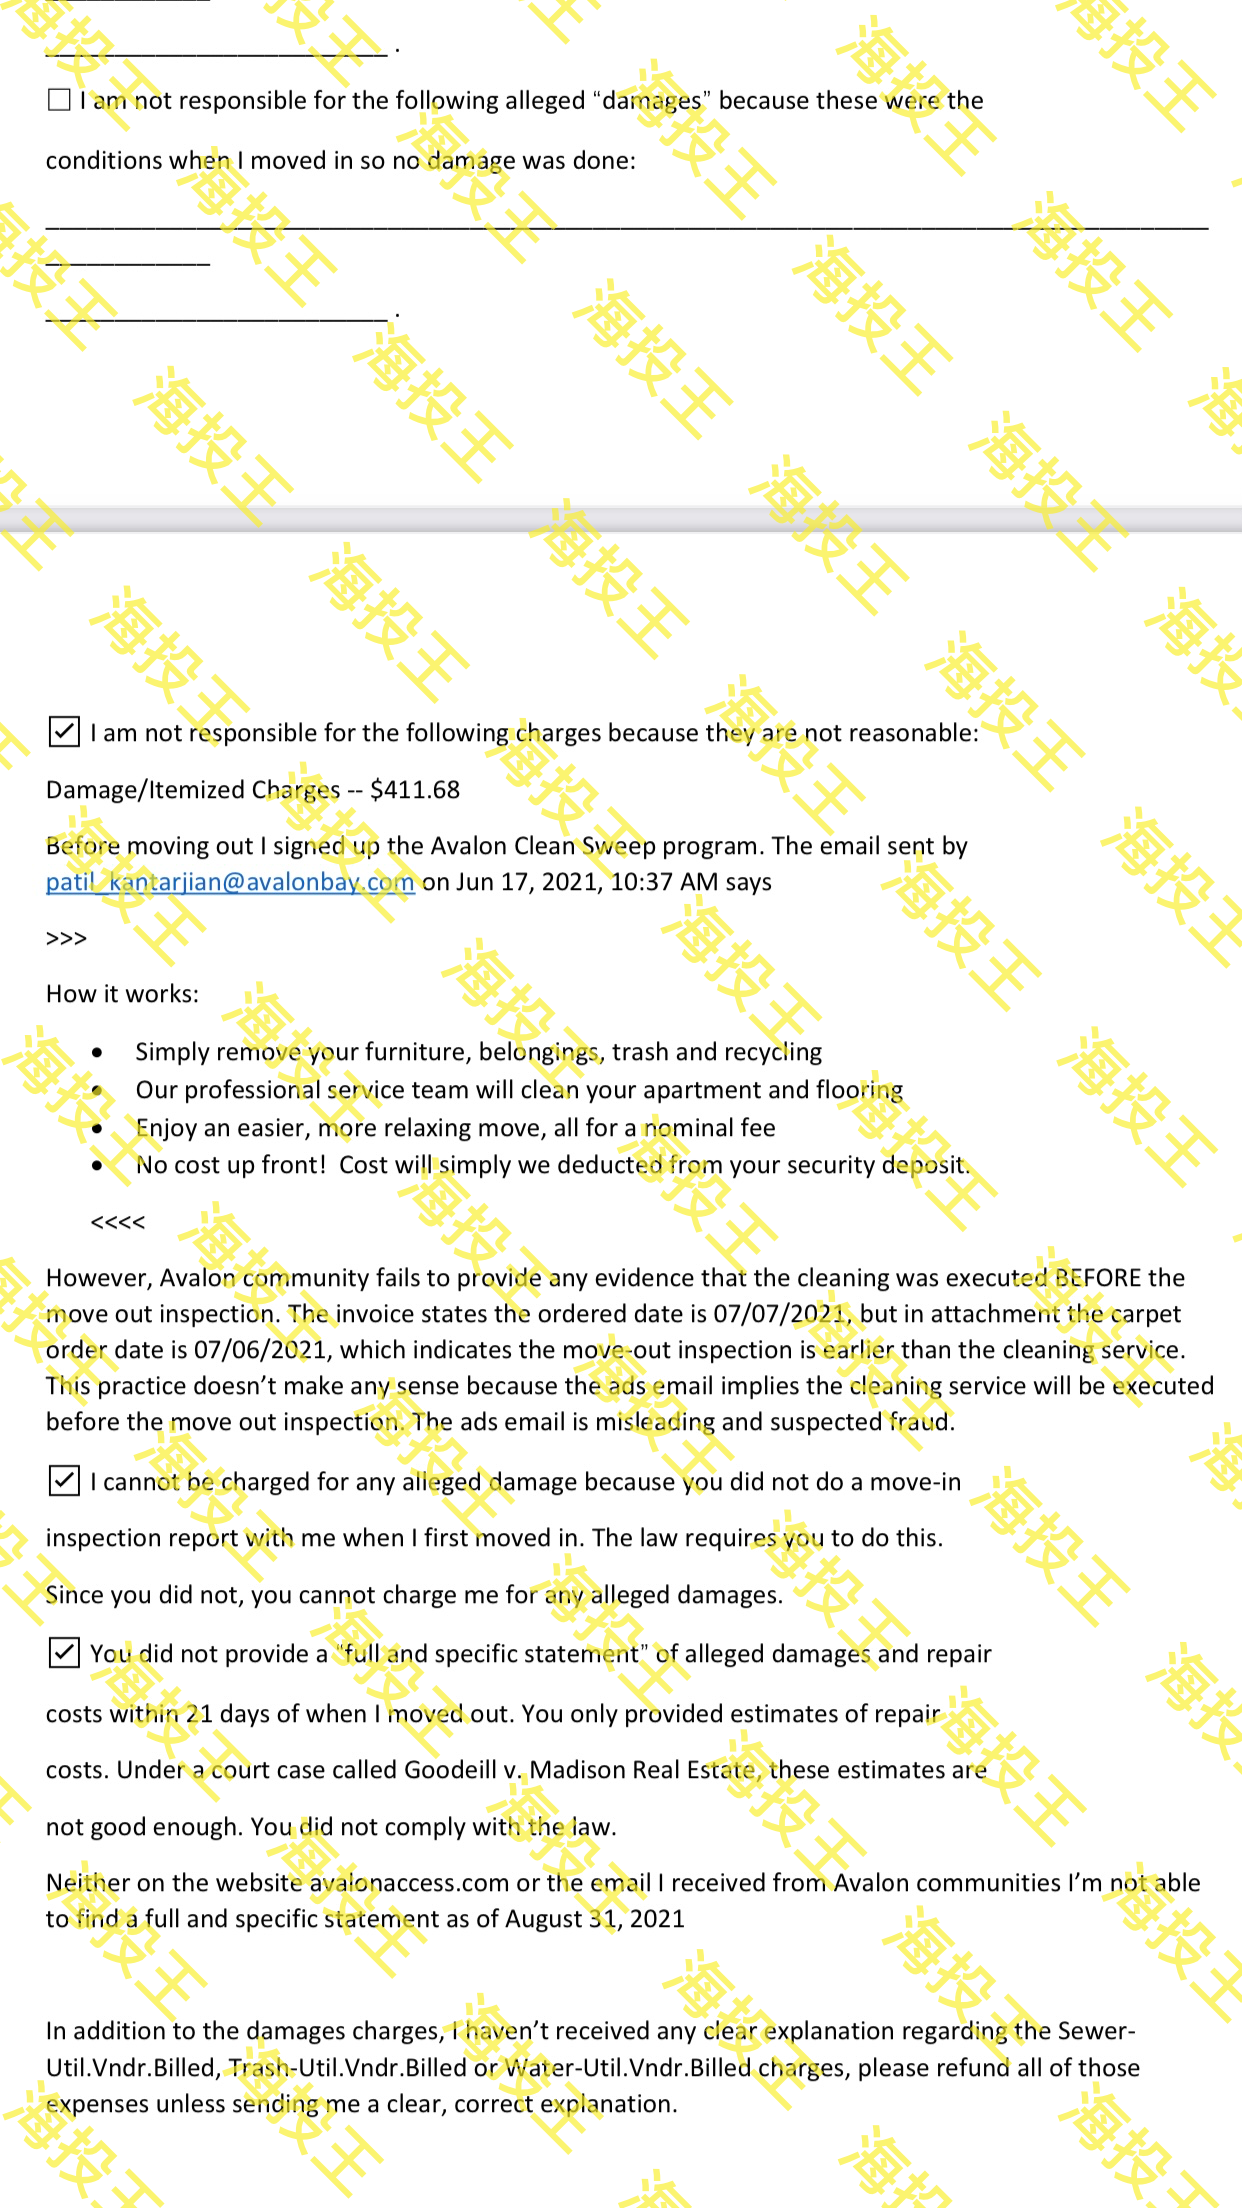 ____________
_________________________ .
☐ I am not responsible for the following alleged “damages” because these were the
conditions when I moved in so no damage was done:
_____________________________________________________________________________________
____________
_________________________ .
☑ I am not responsible for the following charges because they are not reasonable:
Damage/Itemized Charges -- $411.68
Before moving out I signed up the Avalon Clean Sweep program. The email sent by
patil_kantarjian@avalonbay.com on Jun 17, 2021, 10:37 AM says
>>>
How it works:
• Simply remove your furniture, belongings, trash and recycling
• Our professional service team will clean your apartment and flooring
• Enjoy an easier, more relaxing move, all for a nominal fee
• No cost up front! Cost will simply we deducted from your security deposit.
<<<<
However, Avalon community fails to provide any evidence that the cleaning was executed BEFORE the
move out inspection. The invoice states the ordered date is 07/07/2021, but in attachment the carpet
order date is 07/06/2021, which indicates the move-out inspection is earlier than the cleaning service.
This practice doesn’t make any sense because the ads email implies the cleaning service will be executed
before the move out inspection. The ads email is misleading and suspected fraud.
☑ I cannot be charged for any alleged damage because you did not do a move-in
inspection report with me when I first moved in. The law requires you to do this.
Since you did not, you cannot charge me for any alleged damages.
☑ You did not provide a “full and specific statement” of alleged damages and repair
costs within 21 days of when I moved out. You only provided estimates of repair
costs. Under a court case called Goodeill v. Madison Real Estate, these estimates are
not good enough. You did not comply with the law.
Neither on the website avalonaccess.com or the email I received from Avalon communities I’m not able
to find a full and specific statement as of August 31, 2021
In addition to the damages charges, I haven’t received any clear explanation regarding the Sewer-
Util.Vndr.Billed, Trash-Util.Vndr.Billed or Water-Util.Vndr.Billed charges, please refund all of those
expenses unless sending me a clear, correct explanation.
海投王